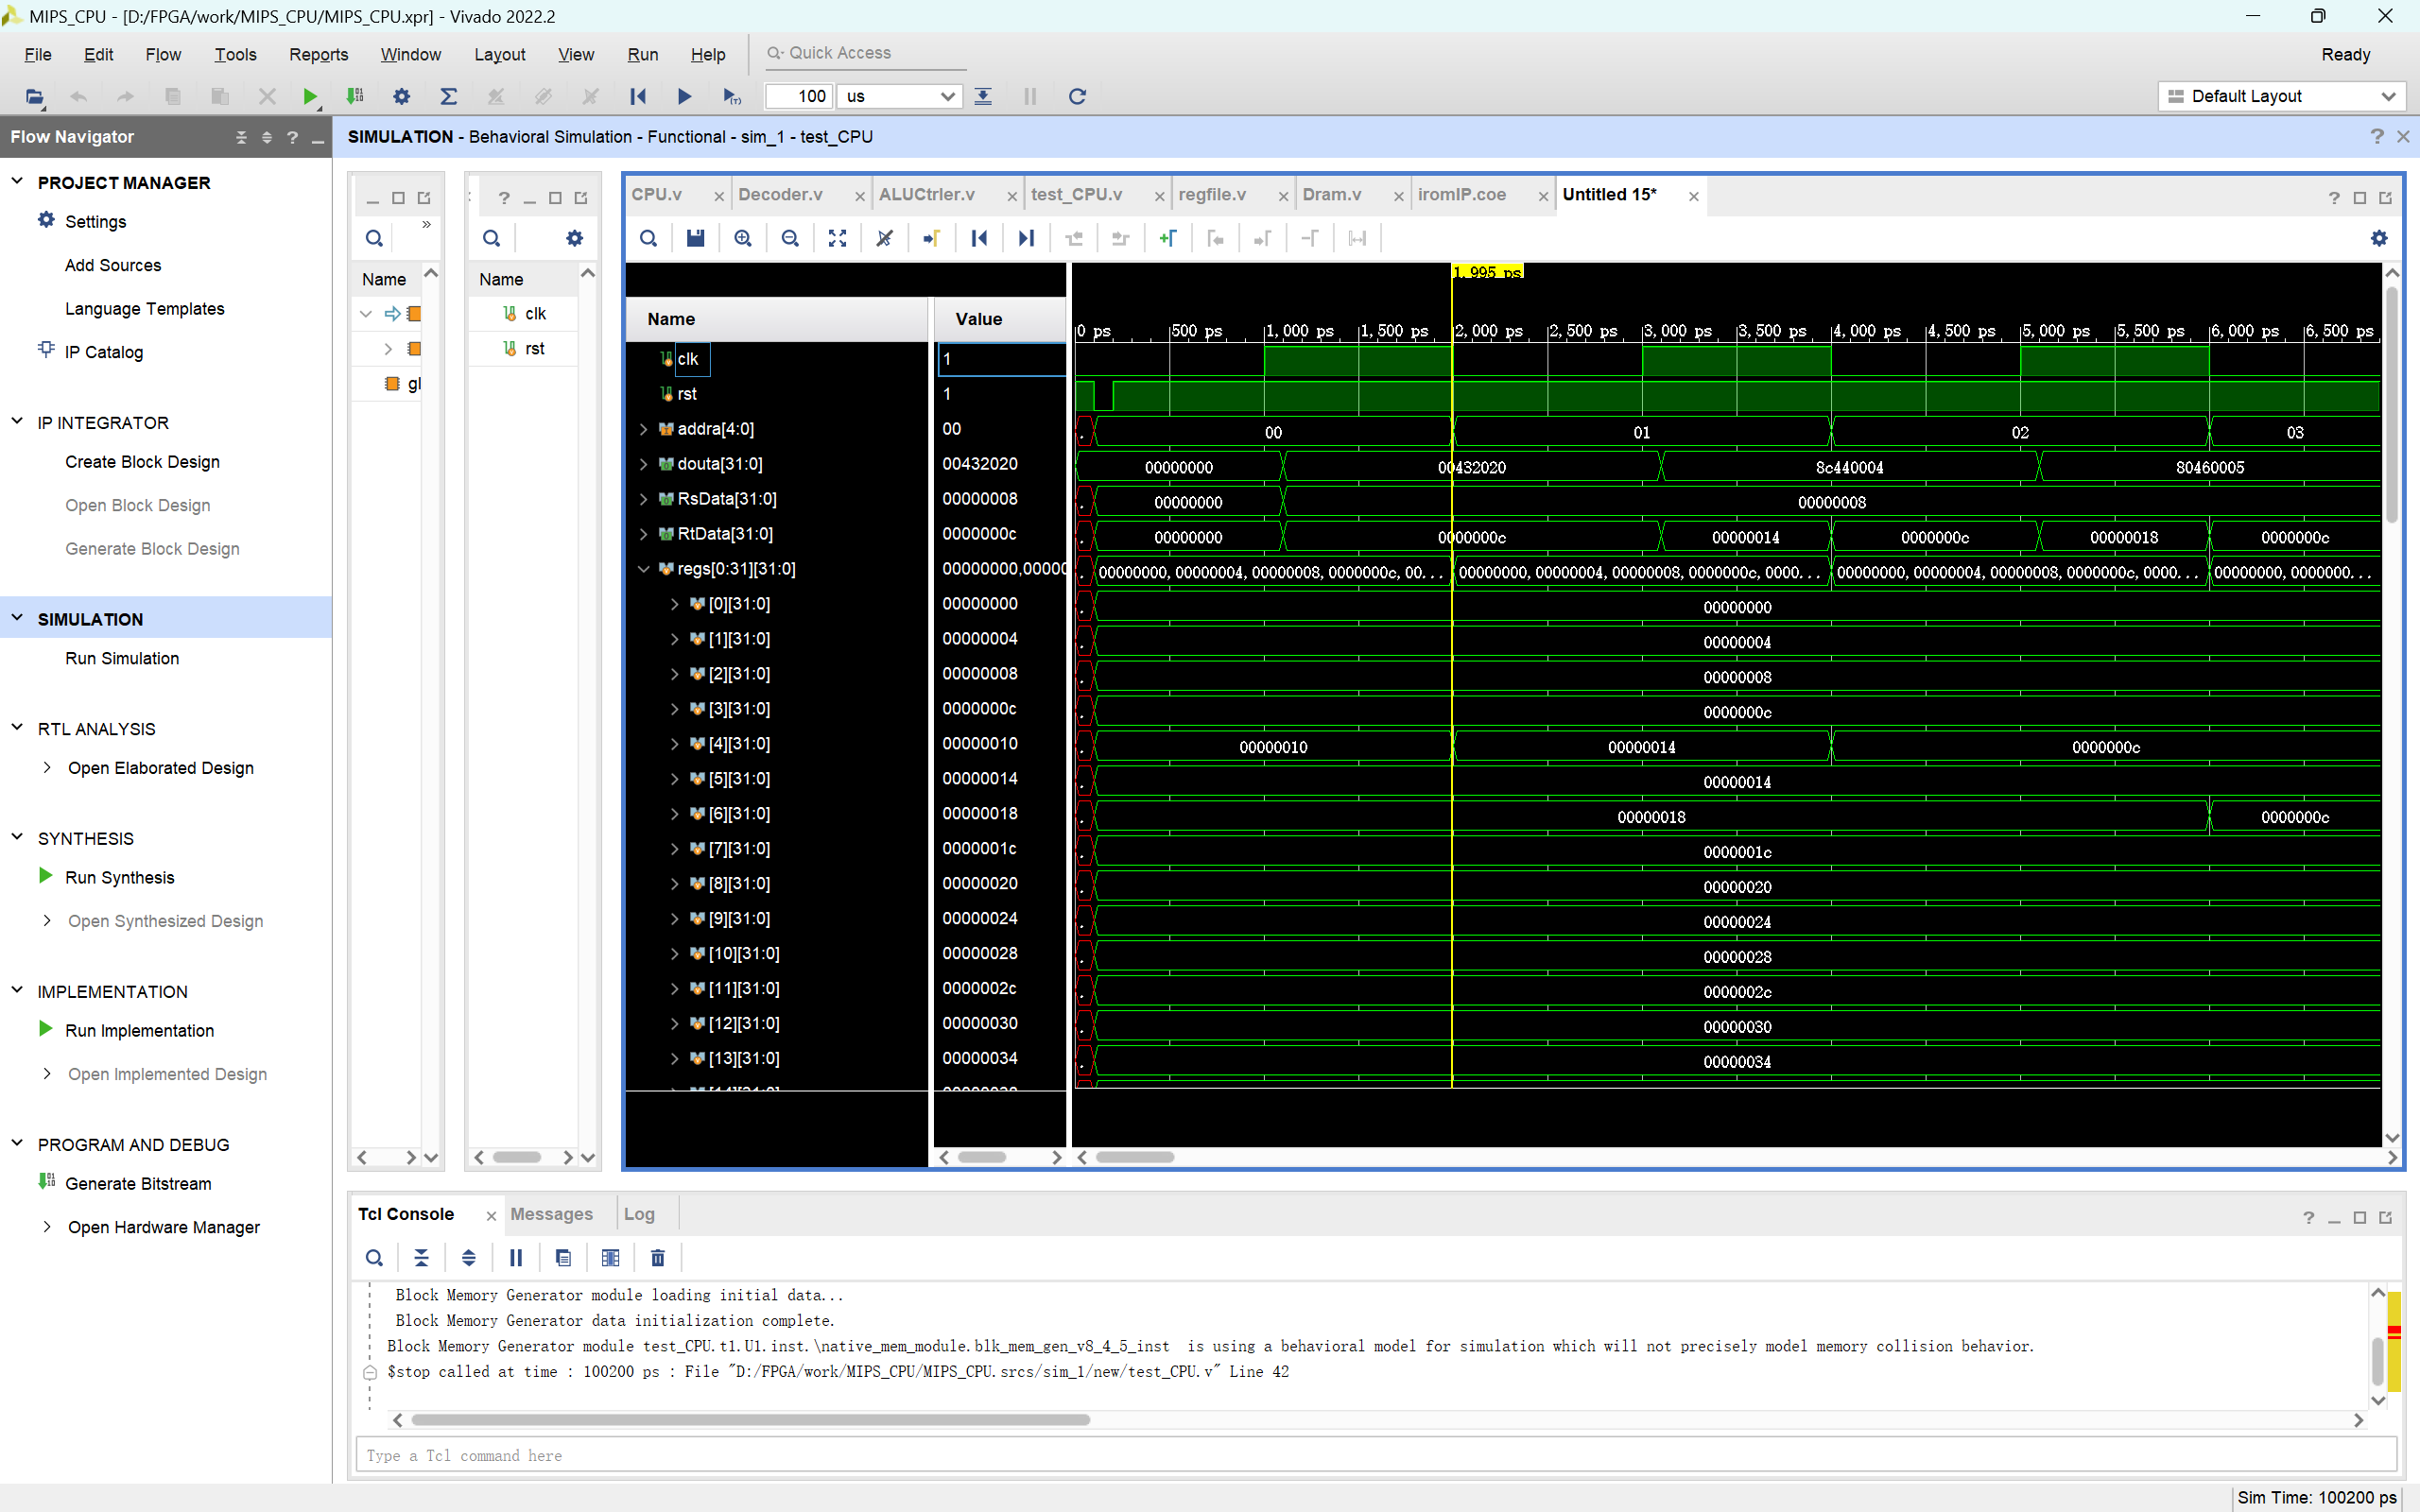 MIPS_CPU - [D:/FPGA/work/MIPS_CPU/MIPS_CPU.xpr] - Vivado 2022.2
File Edit Flow Tools Reports Window Layout View Run Help Quick Access Ready
100 us Default Layout
Flow Navigator
SIMULATION - Behavioral Simulation - Functional - sim_1 - test_CPU
PROJECT MANAGER
Settings
Add Sources
Language Templates
IP Catalog
IP INTEGRATOR
Create Block Design
Open Block Design
Generate Block Design
SIMULATION
Run Simulation
RTL ANALYSIS
Open Elaborated Design
SYNTHESIS
Run Synthesis
Open Synthesized Design
IMPLEMENTATION
Run Implementation
Open Implemented Design
PROGRAM AND DEBUG
Generate Bitstream
Open Hardware Manager
Name
gl
Name
clk
rst
CPU.v Decoder.v ALUCtrler.v test_CPU.v regfile.v Dram.v iromIP.coe Untitled 15*
1,995 ps
Name Value
0 ps 500 ps 1,000 ps 1,500 ps 2,000 ps 2,500 ps 3,000 ps 3,500 ps 4,000 ps 4,500 ps 5,000 ps 5,500 ps 6,000 ps 6,500 ps
clk 1
rst 1
addra[4:0] 00 00 01 02 03
douta[31:0] 00432020 00000000 00432020 8c440004 80460005
RsData[31:0] 00000008 00000000 00000008
RtData[31:0] 0000000c 00000000 0000000c 00000014 0000000c 00000018 0000000c
regs[0:31][31:0] 00000000,0000 00000000,00000004,00000008,0000000c,00... 00000000,00000004,00000008,0000000c,0000... 00000000,00000004,00000008,0000000c,0000... 00000000,0000000...
[0][31:0] 00000000 00000000
[1][31:0] 00000004 00000004
[2][31:0] 00000008 00000008
[3][31:0] 0000000c 0000000c
[4][31:0] 00000010 00000010 00000014 0000000c
[5][31:0] 00000014 00000014
[6][31:0] 00000018 00000018 0000000c
[7][31:0] 0000001c 0000001c
[8][31:0] 00000020 00000020
[9][31:0] 00000024 00000024
[10][31:0] 00000028 00000028
[11][31:0] 0000002c 0000002c
[12][31:0] 00000030 00000030
[13][31:0] 00000034 00000034
Tcl Console Messages Log
Block Memory Generator module loading initial data...
Block Memory Generator data initialization complete.
Block Memory Generator module test_CPU.t1.U1.inst.\native_mem_module.blk_mem_gen_v8_4_5_inst is using a behavioral model for simulation which will not precisely model memory collision behavior.
$stop called at time : 100200 ps : File "D:/FPGA/work/MIPS_CPU/MIPS_CPU.srcs/sim_1/new/test_CPU.v" Line 42
Type a Tcl command here
Sim Time: 100200 ps